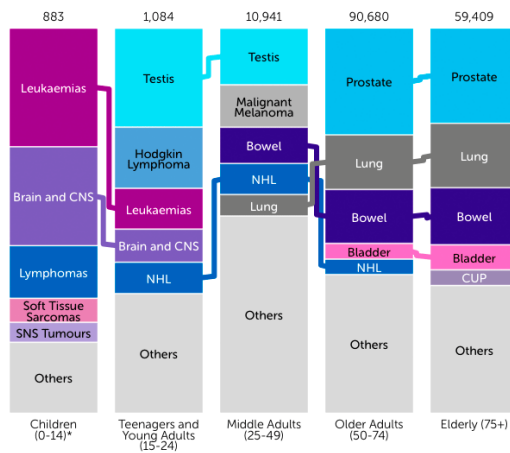 883
1,084
10,941
90,680
59,409
Leukaemias
Brain and CNS
Lymphomas
Soft Tissue
Sarcomas
SNS Tumours
Others
Children
(0-14)*
Testis
Hodgkin
Lymphoma
Leukaemias
Brain and CNS
NHL
Others
Teenagers and
Young Adults
(15-24)
Testis
Malignant
Melanoma
Bowel
NHL
Lung
Others
Middle Adults
(25-49)
Prostate
Lung
Bowel
Bladder
NHL
Others
Older Adults
(50-74)
Prostate
Lung
Bowel
Bladder
CUP
Others
Elderly (75+)